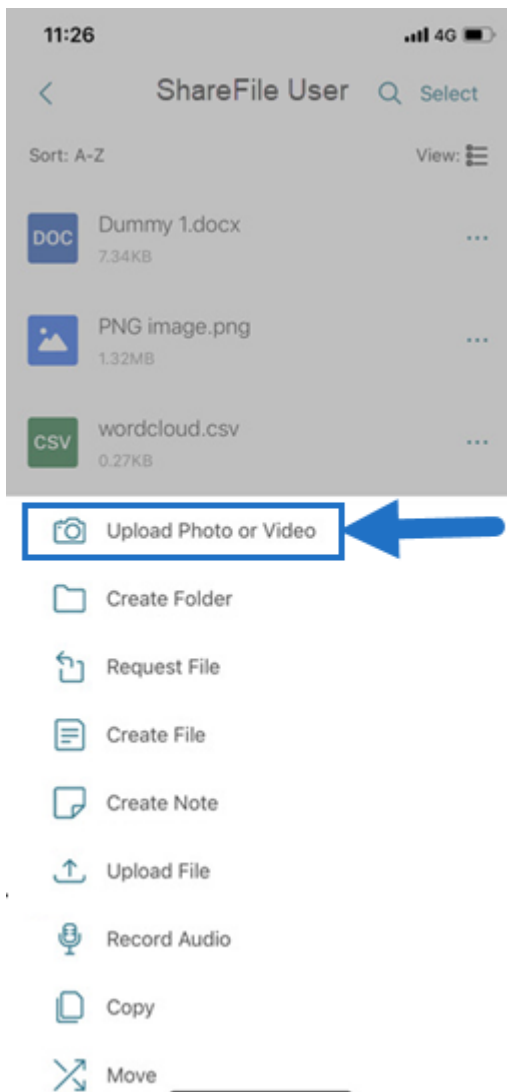 11:26 4G
ShareFile User Select
Sort: A-Z View:
DOC Dummy 1.docx
7.34KB
PNG image.png
1.32MB
CSV wordcloud.csv
0.27KB
Upload Photo or Video
Create Folder
Request File
Create File
Create Note
Upload File
Record Audio
Copy
Move